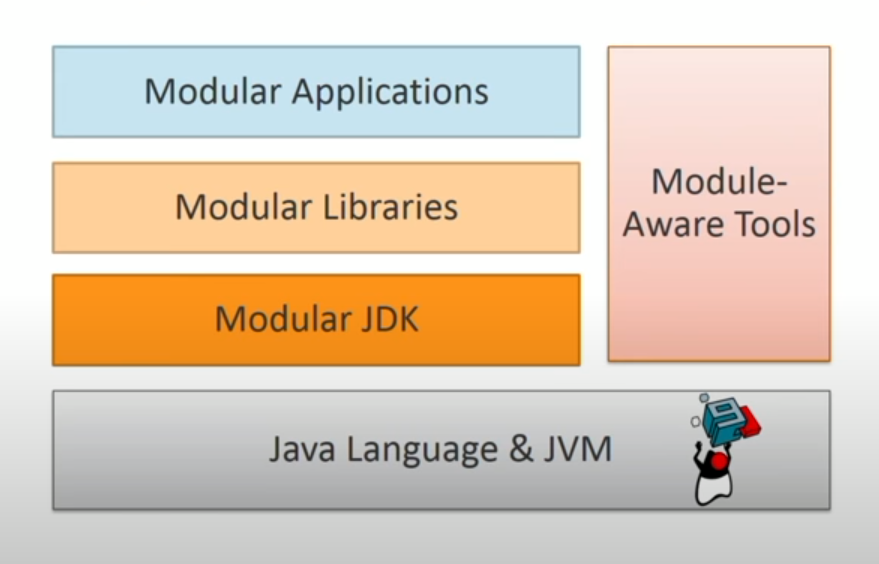 Modular Applications
Modular Libraries
Modular JDK
Module-
Aware Tools
Java Language & JVM